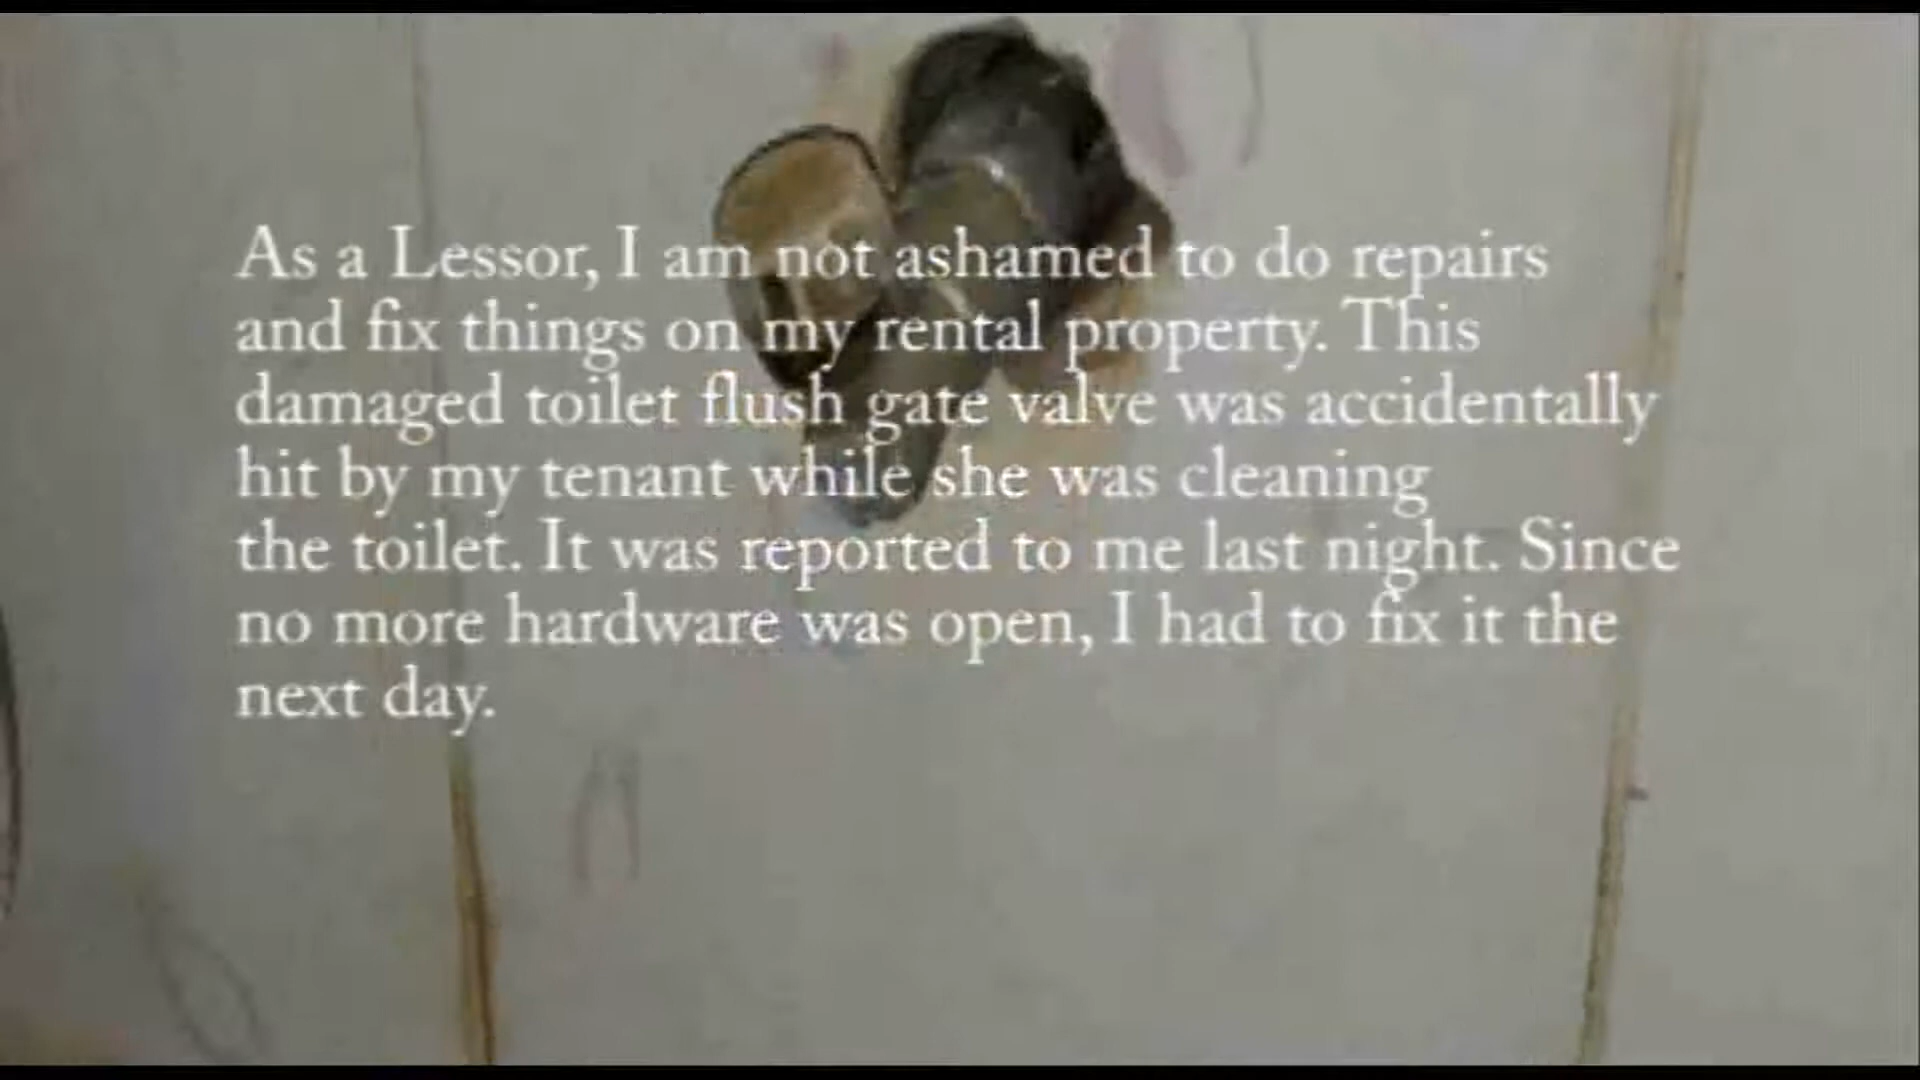 As a Lessor, I am not ashamed to do repairs
and fix things on my rental property. This
damaged toilet flush gate valve was accidentally
hit by my tenant while she was cleaning
the toilet. It was reported to me last night. Since
no more hardware was open, I had to fix it the
next day.